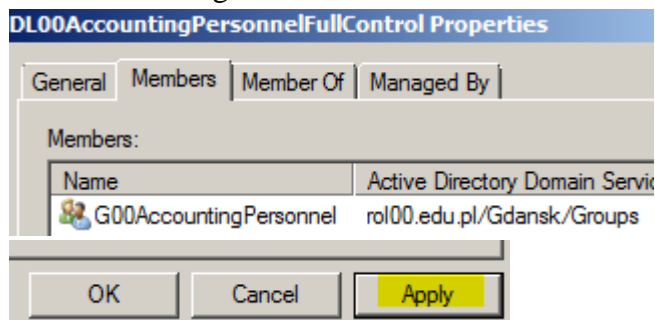 DL00AccountingPersonnelFullControl Properties
General Members Member Of Managed By
Members:
Name Active Directory Domain Servic
G00AccountingPersonnel rol00.edu.pl/Gdansk/Groups
OK Cancel Apply